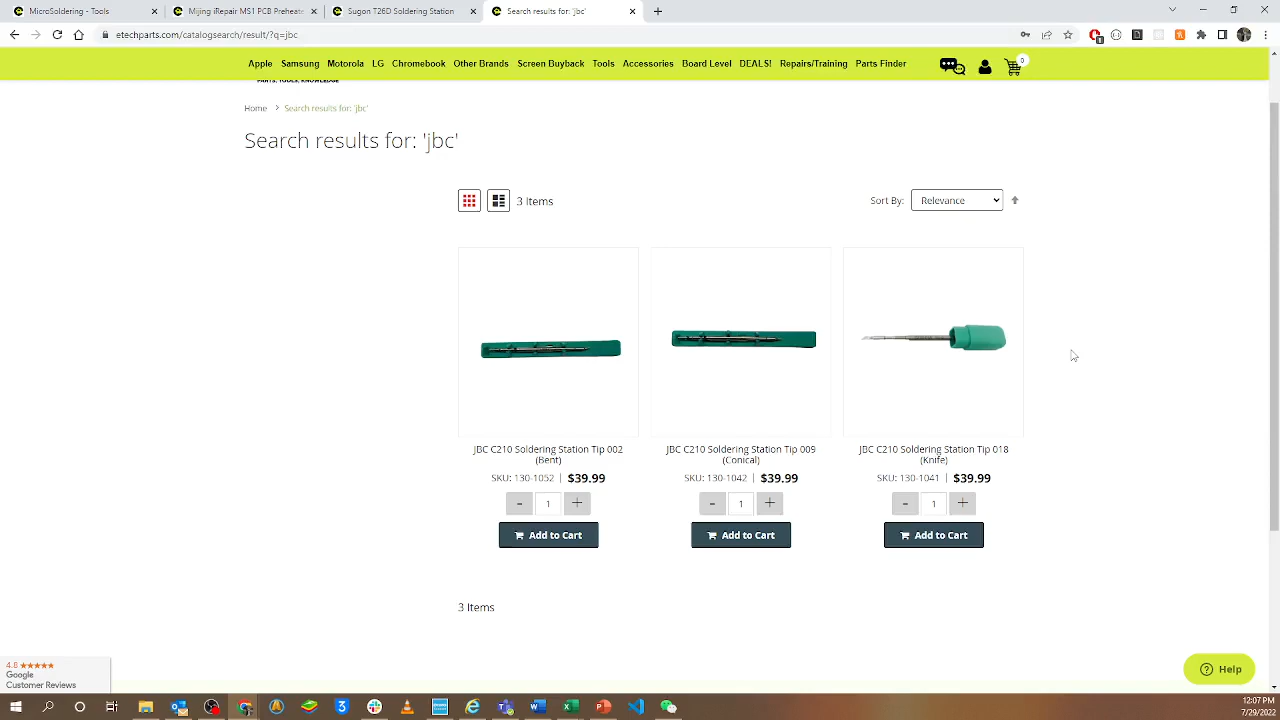 MicroSoldering - Tools
Mijing iRepair MS1 PCB Preheate
Sugon T26D Soldering Station
Search results for: 'jbc'
etechparts.com/catalogsearch/result/?q=jbc
Apple Samsung Motorola LG Chromebook Other Brands Screen Buyback Tools Accessories Board Level DEALS! Repairs/Training Parts Finder
0
PARTS. TOOLS. KNOWLEDGE
Home > Search results for: 'jbc'
Search results for: 'jbc'
3 Items
Sort By: Relevance
JBC C210 Soldering Station Tip 002
(Bent)
SKU: 130-1052 | $39.99
- 1 +
Add to Cart
JBC C210 Soldering Station Tip 009
(Conical)
SKU: 130-1042 | $39.99
- 1 +
Add to Cart
JBC C210 Soldering Station Tip 018
(Knife)
SKU: 130-1041 | $39.99
- 1 +
Add to Cart
3 Items
4.8 ★★★★★
Google
Customer Reviews
Help
12:07 PM
7/29/2022